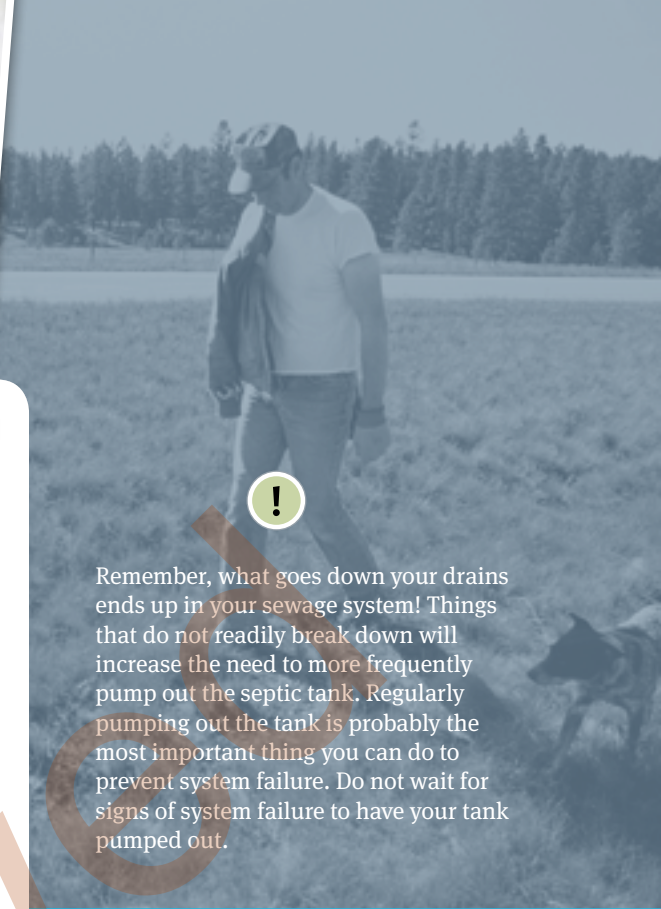 !
Remember, what goes down your drains
ends up in your sewage system! Things
that do not readily break down will
increase the need to more frequently
pump out the septic tank. Regularly
pumping out the tank is probably the
most important thing you can do to
prevent system failure. Do not wait for
signs of system failure to have your tank
pumped out.
ed